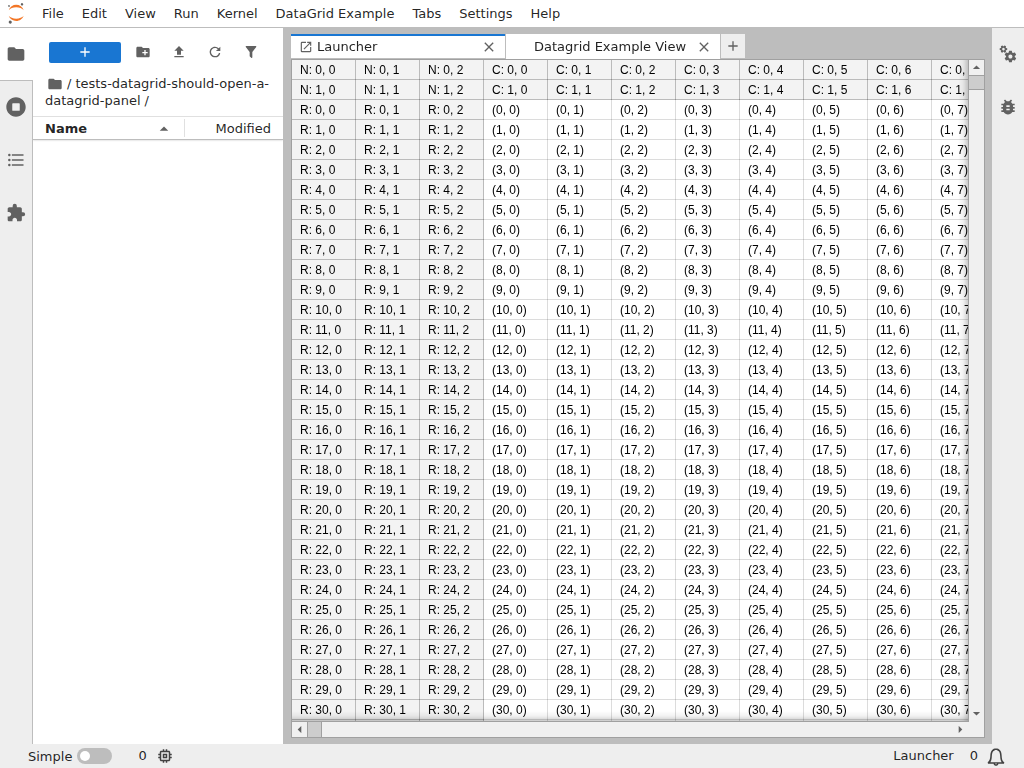 File Edit View Run Kernel DataGrid Example Tabs Settings Help
Launcher Datagrid Example View
/ tests-datagrid-should-open-a-
datagrid-panel /
Name Modified
N: 0, 0 N: 0, 1 N: 0, 2 C: 0, 0 C: 0, 1 C: 0, 2 C: 0, 3 C: 0, 4 C: 0, 5 C: 0, 6 C: 0,
N: 1, 0 N: 1, 1 N: 1, 2 C: 1, 0 C: 1, 1 C: 1, 2 C: 1, 3 C: 1, 4 C: 1, 5 C: 1, 6 C: 1,
R: 0, 0 R: 0, 1 R: 0, 2 (0, 0) (0, 1) (0, 2) (0, 3) (0, 4) (0, 5) (0, 6) (0, 7)
R: 1, 0 R: 1, 1 R: 1, 2 (1, 0) (1, 1) (1, 2) (1, 3) (1, 4) (1, 5) (1, 6) (1, 7)
R: 2, 0 R: 2, 1 R: 2, 2 (2, 0) (2, 1) (2, 2) (2, 3) (2, 4) (2, 5) (2, 6) (2, 7)
R: 3, 0 R: 3, 1 R: 3, 2 (3, 0) (3, 1) (3, 2) (3, 3) (3, 4) (3, 5) (3, 6) (3, 7)
R: 4, 0 R: 4, 1 R: 4, 2 (4, 0) (4, 1) (4, 2) (4, 3) (4, 4) (4, 5) (4, 6) (4, 7)
R: 5, 0 R: 5, 1 R: 5, 2 (5, 0) (5, 1) (5, 2) (5, 3) (5, 4) (5, 5) (5, 6) (5, 7)
R: 6, 0 R: 6, 1 R: 6, 2 (6, 0) (6, 1) (6, 2) (6, 3) (6, 4) (6, 5) (6, 6) (6, 7)
R: 7, 0 R: 7, 1 R: 7, 2 (7, 0) (7, 1) (7, 2) (7, 3) (7, 4) (7, 5) (7, 6) (7, 7)
R: 8, 0 R: 8, 1 R: 8, 2 (8, 0) (8, 1) (8, 2) (8, 3) (8, 4) (8, 5) (8, 6) (8, 7)
R: 9, 0 R: 9, 1 R: 9, 2 (9, 0) (9, 1) (9, 2) (9, 3) (9, 4) (9, 5) (9, 6) (9, 7)
R: 10, 0 R: 10, 1 R: 10, 2 (10, 0) (10, 1) (10, 2) (10, 3) (10, 4) (10, 5) (10, 6) (10, 7
R: 11, 0 R: 11, 1 R: 11, 2 (11, 0) (11, 1) (11, 2) (11, 3) (11, 4) (11, 5) (11, 6) (11, 7
R: 12, 0 R: 12, 1 R: 12, 2 (12, 0) (12, 1) (12, 2) (12, 3) (12, 4) (12, 5) (12, 6) (12, 7
R: 13, 0 R: 13, 1 R: 13, 2 (13, 0) (13, 1) (13, 2) (13, 3) (13, 4) (13, 5) (13, 6) (13, 7
R: 14, 0 R: 14, 1 R: 14, 2 (14, 0) (14, 1) (14, 2) (14, 3) (14, 4) (14, 5) (14, 6) (14, 7
R: 15, 0 R: 15, 1 R: 15, 2 (15, 0) (15, 1) (15, 2) (15, 3) (15, 4) (15, 5) (15, 6) (15, 7
R: 16, 0 R: 16, 1 R: 16, 2 (16, 0) (16, 1) (16, 2) (16, 3) (16, 4) (16, 5) (16, 6) (16, 7
R: 17, 0 R: 17, 1 R: 17, 2 (17, 0) (17, 1) (17, 2) (17, 3) (17, 4) (17, 5) (17, 6) (17, 7
R: 18, 0 R: 18, 1 R: 18, 2 (18, 0) (18, 1) (18, 2) (18, 3) (18, 4) (18, 5) (18, 6) (18, 7
R: 19, 0 R: 19, 1 R: 19, 2 (19, 0) (19, 1) (19, 2) (19, 3) (19, 4) (19, 5) (19, 6) (19, 7
R: 20, 0 R: 20, 1 R: 20, 2 (20, 0) (20, 1) (20, 2) (20, 3) (20, 4) (20, 5) (20, 6) (20, 7
R: 21, 0 R: 21, 1 R: 21, 2 (21, 0) (21, 1) (21, 2) (21, 3) (21, 4) (21, 5) (21, 6) (21, 7
R: 22, 0 R: 22, 1 R: 22, 2 (22, 0) (22, 1) (22, 2) (22, 3) (22, 4) (22, 5) (22, 6) (22, 7
R: 23, 0 R: 23, 1 R: 23, 2 (23, 0) (23, 1) (23, 2) (23, 3) (23, 4) (23, 5) (23, 6) (23, 7
R: 24, 0 R: 24, 1 R: 24, 2 (24, 0) (24, 1) (24, 2) (24, 3) (24, 4) (24, 5) (24, 6) (24, 7
R: 25, 0 R: 25, 1 R: 25, 2 (25, 0) (25, 1) (25, 2) (25, 3) (25, 4) (25, 5) (25, 6) (25, 7
R: 26, 0 R: 26, 1 R: 26, 2 (26, 0) (26, 1) (26, 2) (26, 3) (26, 4) (26, 5) (26, 6) (26, 7
R: 27, 0 R: 27, 1 R: 27, 2 (27, 0) (27, 1) (27, 2) (27, 3) (27, 4) (27, 5) (27, 6) (27, 7
R: 28, 0 R: 28, 1 R: 28, 2 (28, 0) (28, 1) (28, 2) (28, 3) (28, 4) (28, 5) (28, 6) (28, 7
R: 29, 0 R: 29, 1 R: 29, 2 (29, 0) (29, 1) (29, 2) (29, 3) (29, 4) (29, 5) (29, 6) (29, 7
R: 30, 0 R: 30, 1 R: 30, 2 (30, 0) (30, 1) (30, 2) (30, 3) (30, 4) (30, 5) (30, 6) (30, 7
Simple 0 Launcher 0